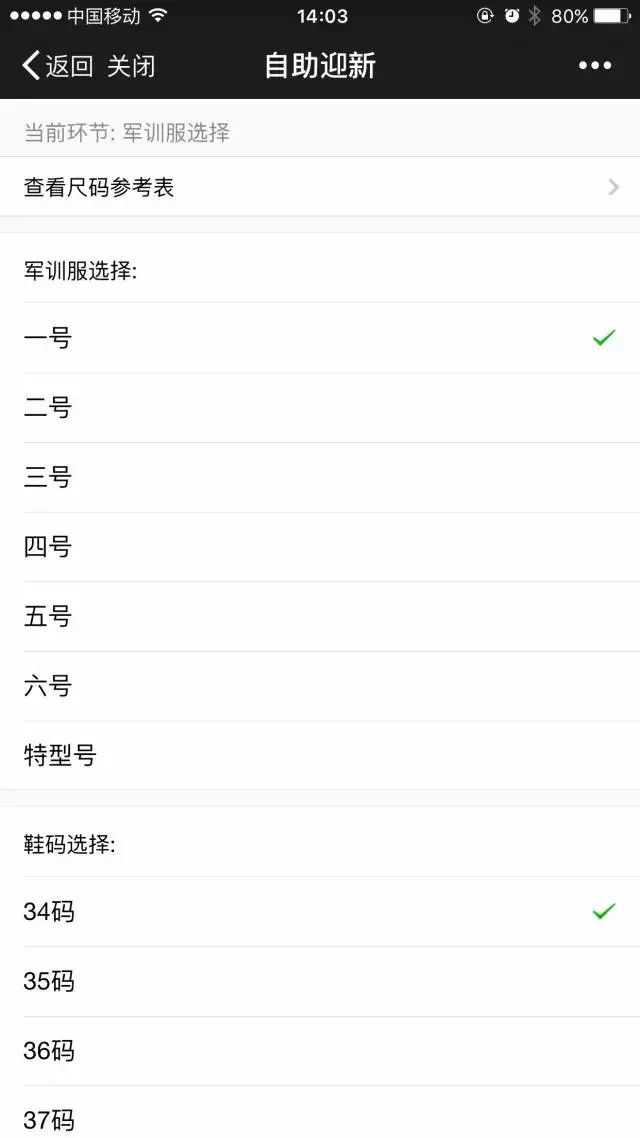 中国移动 14:03 80%
返回 关闭 自助迎新
当前环节: 军训服选择
查看尺码参考表
军训服选择:
一号
二号
三号
四号
五号
六号
特型号
鞋码选择:
34码
35码
36码
37码